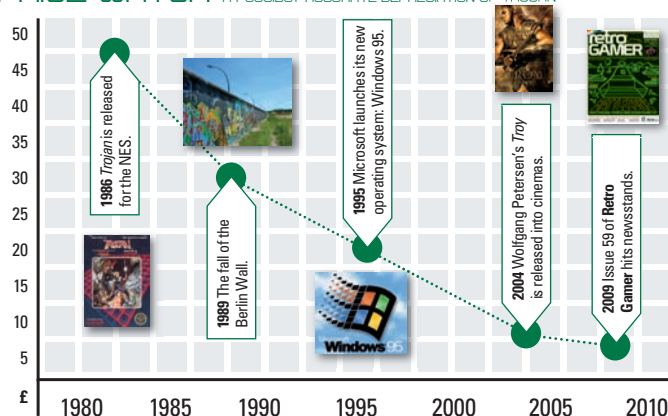 50
45
40
35
30
25
20
15
10
5
£
1980
1985
1990
1995
2000
2005
2010
1986 Trojan is released
for the NES.
1989 The fall of the
Berlin Wall.
1995 Microsoft launches its new
operating system: Windows 95.
2004 Wolfgang Petersen's Troy
is released into cinemas.
2009 Issue 59 of Retro
Gamer hits newsstands.
Windows 95
retro
GAMER